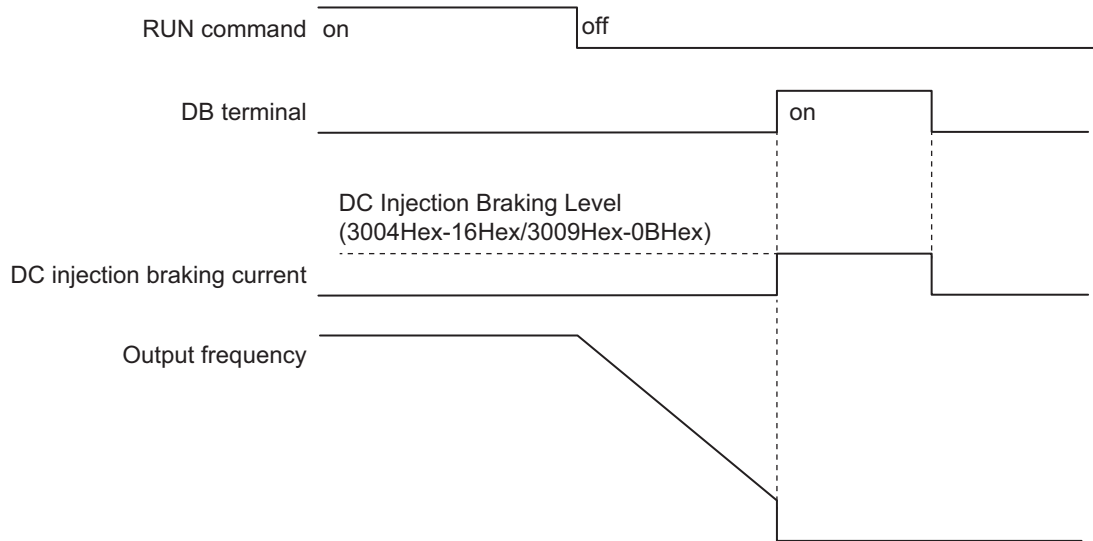 RUN command
on
off
DB terminal
on
DC Injection Braking Level
(3004Hex-16Hex/3009Hex-0BHex)
DC injection braking current
Output frequency